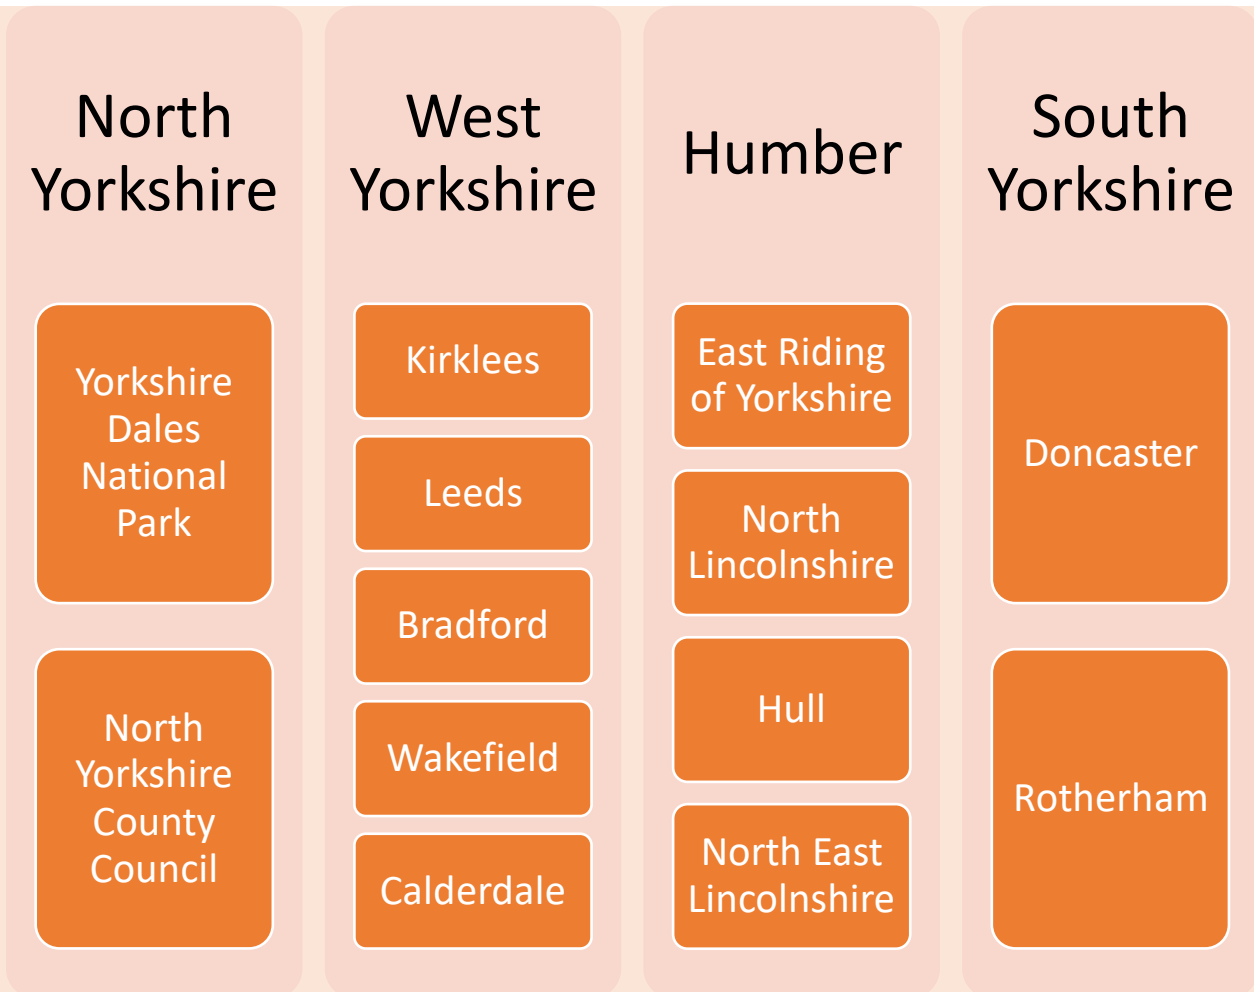 North
Yorkshire
Yorkshire
Dales
National
Park
North
Yorkshire
County
Council
West
Yorkshire
Kirklees
Leeds
Bradford
Wakefield
Calderdale
Humber
East Riding
of Yorkshire
North
Lincolnshire
Hull
North East
Lincolnshire
South
Yorkshire
Doncaster
Rotherham